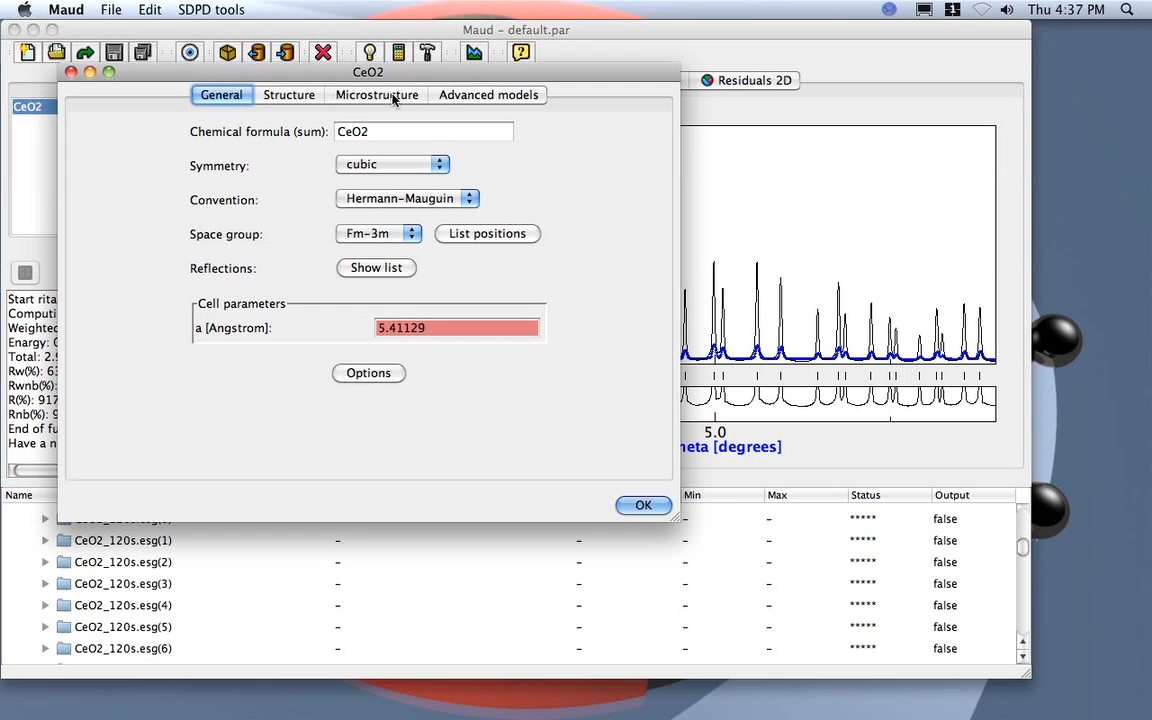 Maud File Edit SDPD tools 1 Thu 4:37 PM
Maud - default.par
CeO2
Residuals 2D
General Structure Microstructure Advanced models
CeO2
Chemical formula (sum): CeO2
Symmetry: cubic
Convention: Hermann-Mauguin
Space group: Fm-3m List positions
Reflections: Show list
Cell parameters
a [Angstrom]: 5.41129
Options
OK
Start rita
Computi
Weighted
Energy: 0
Total: 2.9
Rw(%): 63
Rwnb(%):
R(%): 917
Rnb(%): 9
End of fu
Have a n
5.0
eta [degrees]
Name Min Max Status Output
- - ***** false
CeO2_120s.esg(1) - - - - ***** false
CeO2_120s.esg(2) - - - - ***** false
CeO2_120s.esg(3) - - - - ***** false
CeO2_120s.esg(4) - - - - ***** false
CeO2_120s.esg(5) - - - - ***** false
CeO2_120s.esg(6) - - - - ***** false